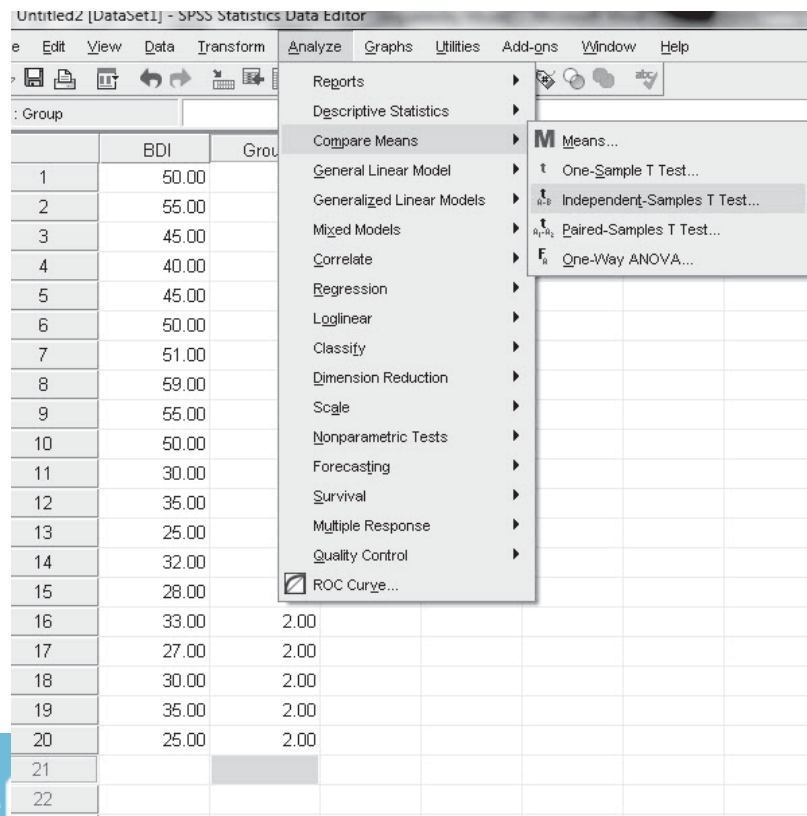 Untitled2 [DataSet1] - SPSS Statistics Data Editor
e Edit View Data Transform Analyze Graphs Utilities Add-ons Window Help
: Group
BDI Grou
1 50.00
2 55.00
3 45.00
4 40.00
5 45.00
6 50.00
7 51.00
8 59.00
9 55.00
10 50.00
11 30.00
12 35.00
13 25.00
14 32.00
15 28.00
16 33.00 2.00
17 27.00 2.00
18 30.00 2.00
19 35.00 2.00
20 25.00 2.00
21
22
Reports
Descriptive Statistics
Compare Means
General Linear Model
Generalized Linear Models
Mixed Models
Correlate
Regression
Loglinear
Classify
Dimension Reduction
Scale
Nonparametric Tests
Forecasting
Survival
Multiple Response
Quality Control
ROC Curve...
M Means...
t One-Sample T Test...
t A-B Independent-Samples T Test...
t A₁-A₂ Paired-Samples T Test...
F A One-Way ANOVA...
abc